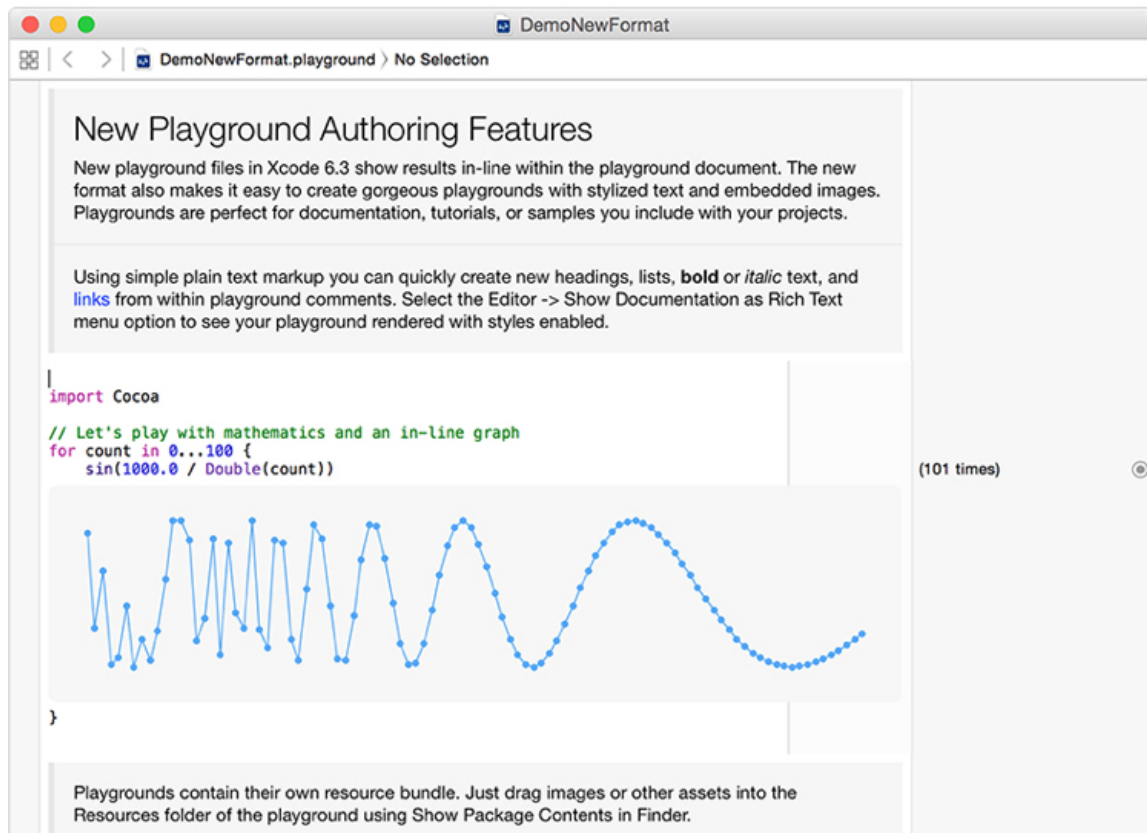 DemoNewFormat
DemoNewFormat.playground 〉 No Selection
New Playground Authoring Features
New playground files in Xcode 6.3 show results in-line within the playground document. The new
format also makes it easy to create gorgeous playgrounds with stylized text and embedded images.
Playgrounds are perfect for documentation, tutorials, or samples you include with your projects.
Using simple plain text markup you can quickly create new headings, lists, bold or italic text, and
links from within playground comments. Select the Editor -> Show Documentation as Rich Text
menu option to see your playground rendered with styles enabled.
import Cocoa
// Let's play with mathematics and an in-line graph
for count in 0...100 {
sin(1000.0 / Double(count))
(101 times)
}
Playgrounds contain their own resource bundle. Just drag images or other assets into the
Resources folder of the playground using Show Package Contents in Finder.